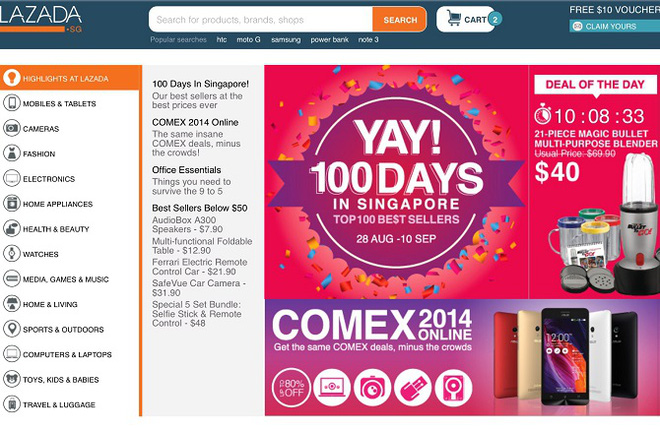 LAZADA
-SG
Search for products, brands, shops
SEARCH
CART 2
FREE $10 VOUCHER
CLAIM YOURS
Popular searches htc moto G samsung power bank note 3
HIGHLIGHTS AT LAZADA
MOBILES & TABLETS
CAMERAS
FASHION
ELECTRONICS
HOME APPLIANCES
HEALTH & BEAUTY
WATCHES
MEDIA, GAMES & MUSIC
HOME & LIVING
SPORTS & OUTDOORS
COMPUTERS & LAPTOPS
TOYS, KIDS & BABIES
TRAVEL & LUGGAGE
100 Days In Singapore!
Our best sellers at the
best prices ever
COMEX 2014 Online
The same insane
COMEX deals, minus
the crowds!
Office Essentials
Things you need to
survive the 9 to 5
Best Sellers Below $50
AudioBox A300
Speakers - $7.90
Multi-functional Foldable
Table - $12.90
Ferrari Electric Remote
Control Car - $21.90
SafeVue Car Camera -
$31.90
Special 5 Set Bundle:
Selfie Stick & Remote
Control - $48
YAY!
100 DAYS
IN SINGAPORE
TOP 100 BEST SELLERS
28 AUG -10 SEP
DEAL OF THE DAY
10 : 08 : 33
21-PIECE MAGIC BULLET
MULTI-PURPOSE BLENDER
Usual Price: $69.90
$40
COMEX 2014
ONLINE
Get the same COMEX deals, minus the crowds
80%
OFF